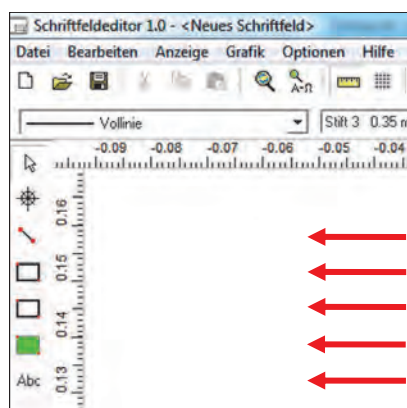 Schriftfeldeditor 1.0 - <Neues Schriftfeld>
Datei Bearbeiten Anzeige Grafik Optionen Hilfe
A-Ω
Vollinie Stift 3 0.35 m
-0.09 -0.08 -0.07 -0.06 -0.05 -0.04
0.16
0.15
0.14
0.13
Abc